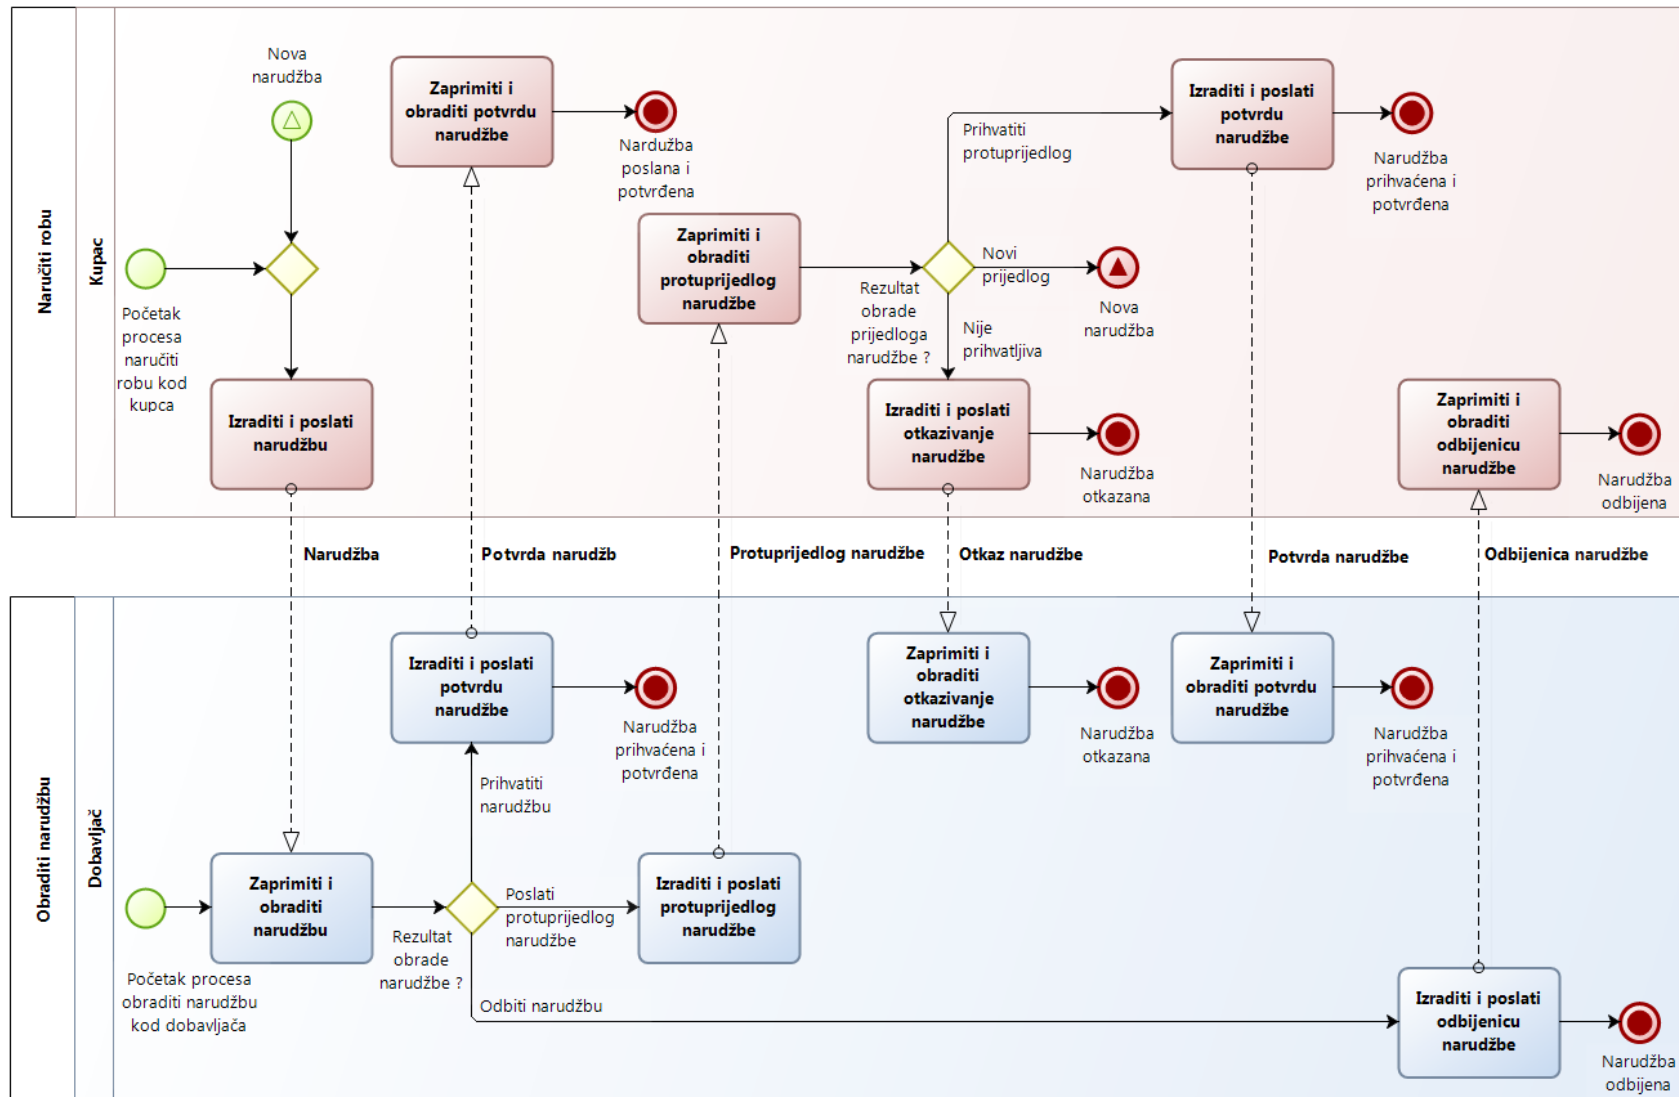 Naručiti robu
Kupac
Nova
narudžba
Početak
procesa
naručiti
robu kod
kupca
Izraditi i poslati
narudžbu
Zaprimiti i
obraditi potvrdu
narudžbe
Nardužba
poslana i
potvrđena
Zaprimiti i
obraditi
protuprijedlog
narudžbe
Rezultat
obrade
prijedloga
narudžbe ?
Prihvatiti
protuprijedlog
Novi
prijedlog
Nije
prihvatljiva
Izraditi i poslati
potvrdu
narudžbe
Narudžba
prihvaćena i
potvrđena
Nova
narudžba
Izraditi i poslati
otkazivanje
narudžbe
Narudžba
otkazana
Zaprimiti i
obraditi
odbijenicu
narudžbe
Narudžba
odbijena
Narudžba
Potvrda narudžb
Protuprijedlog narudžbe
Otkaz narudžbe
Potvrda narudžbe
Odbijenica narudžbe
Obraditi narudžbu
Dobavljač
Početak procesa
obraditi narudžbu
kod dobavljača
Zaprimiti i
obraditi
narudžbu
Rezultat
obrade
narudžbe ?
Prihvatiti
narudžbu
Poslati
protuprijedlog
narudžbe
Odbiti narudžbu
Izraditi i poslati
potvrdu
narudžbe
Narudžba
prihvaćena i
potvrđena
Izraditi i poslati
protuprijedlog
narudžbe
Zaprimiti i
obraditi
otkazivanje
narudžbe
Narudžba
otkazana
Zaprimiti i
obraditi potvrdu
narudžbe
Narudžba
prihvaćena i
potvrđena
Izraditi i poslati
odbijenicu
narudžbe
Narudžba
odbijena